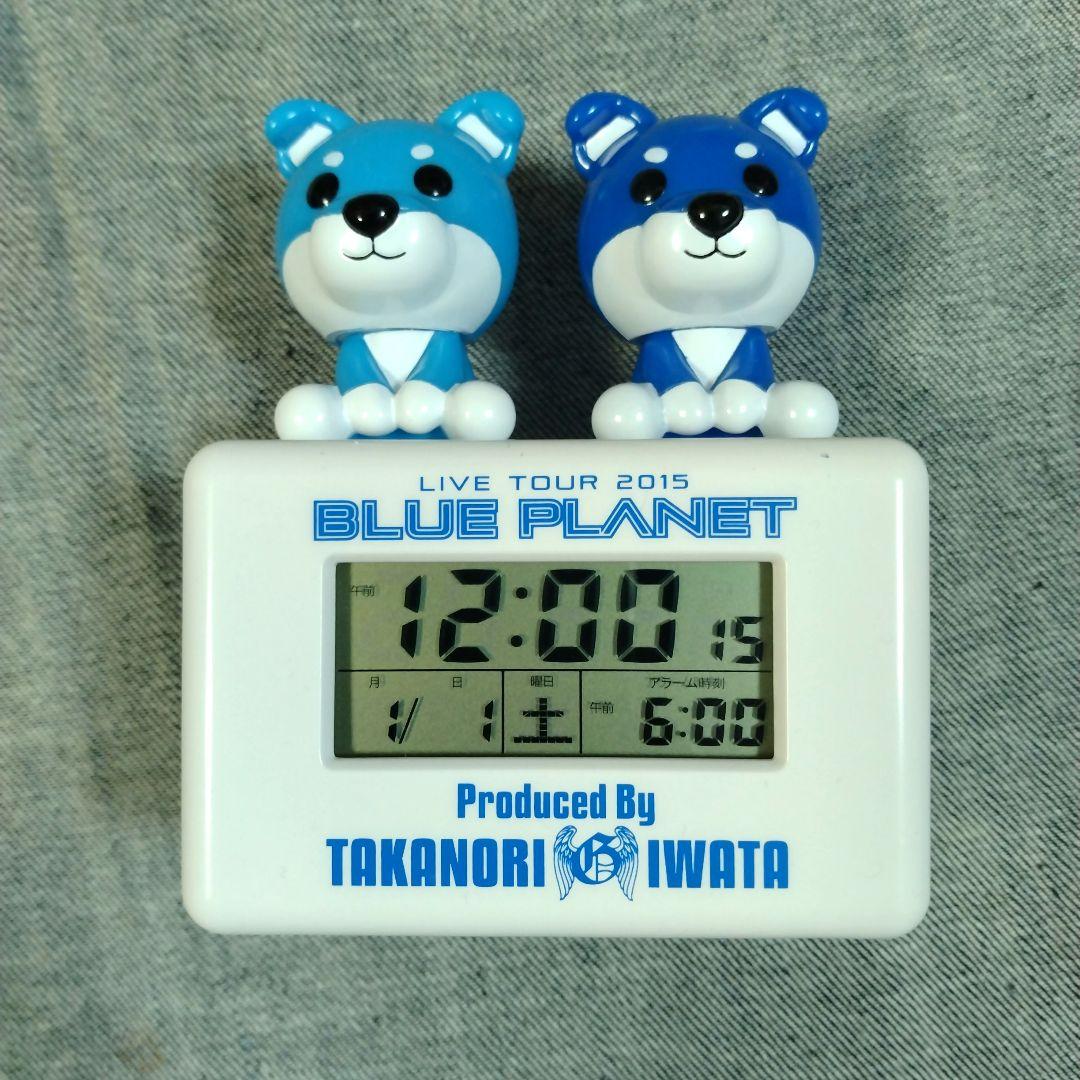 LIVE TOUR 2015
BLUE PLANET
午前 12:00 15
月 日 曜日 アラーム時刻
1/ 1 土 午前 6:00
Produced By
TAKANORI G IWATA